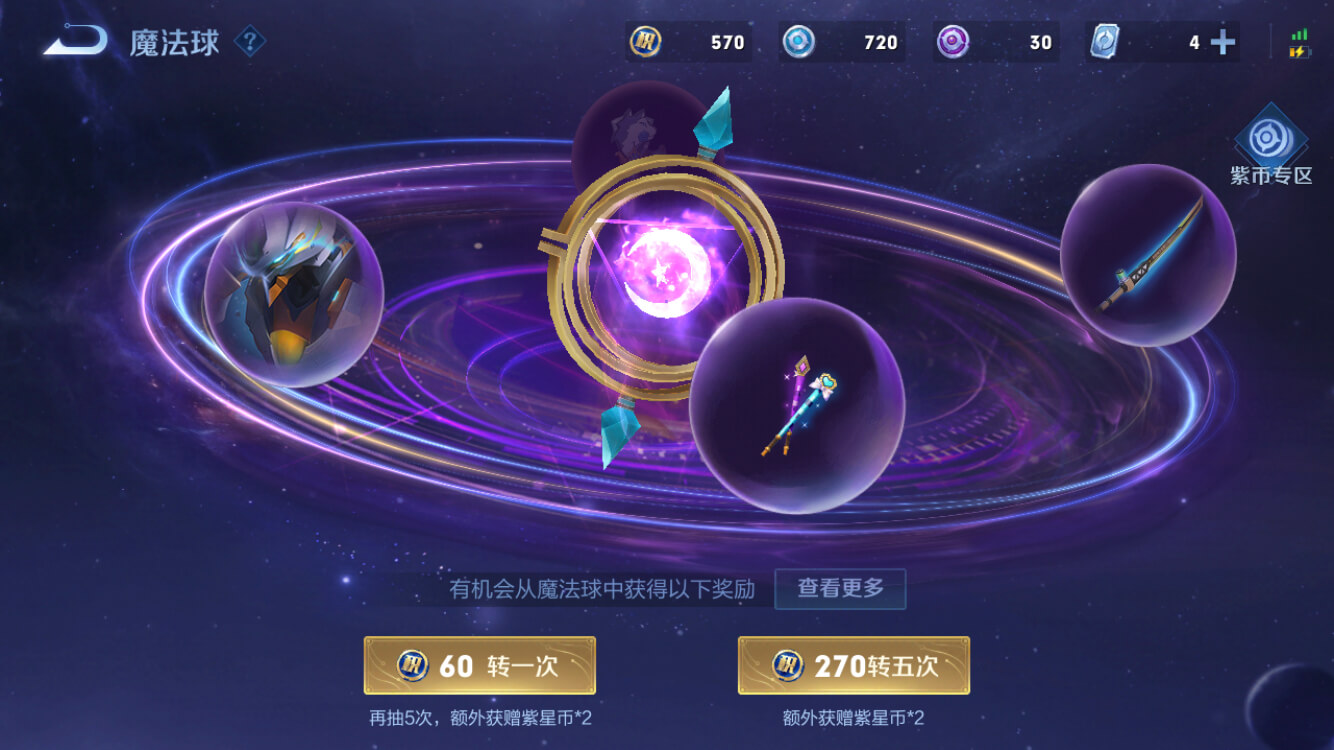 魔法球 ?
570
720
30
4
紫币专区
有机会从魔法球中获得以下奖励
查看更多
积 60 转一次
积 270转五次
再抽5次，额外获赠紫星币*2
额外获赠紫星币*2